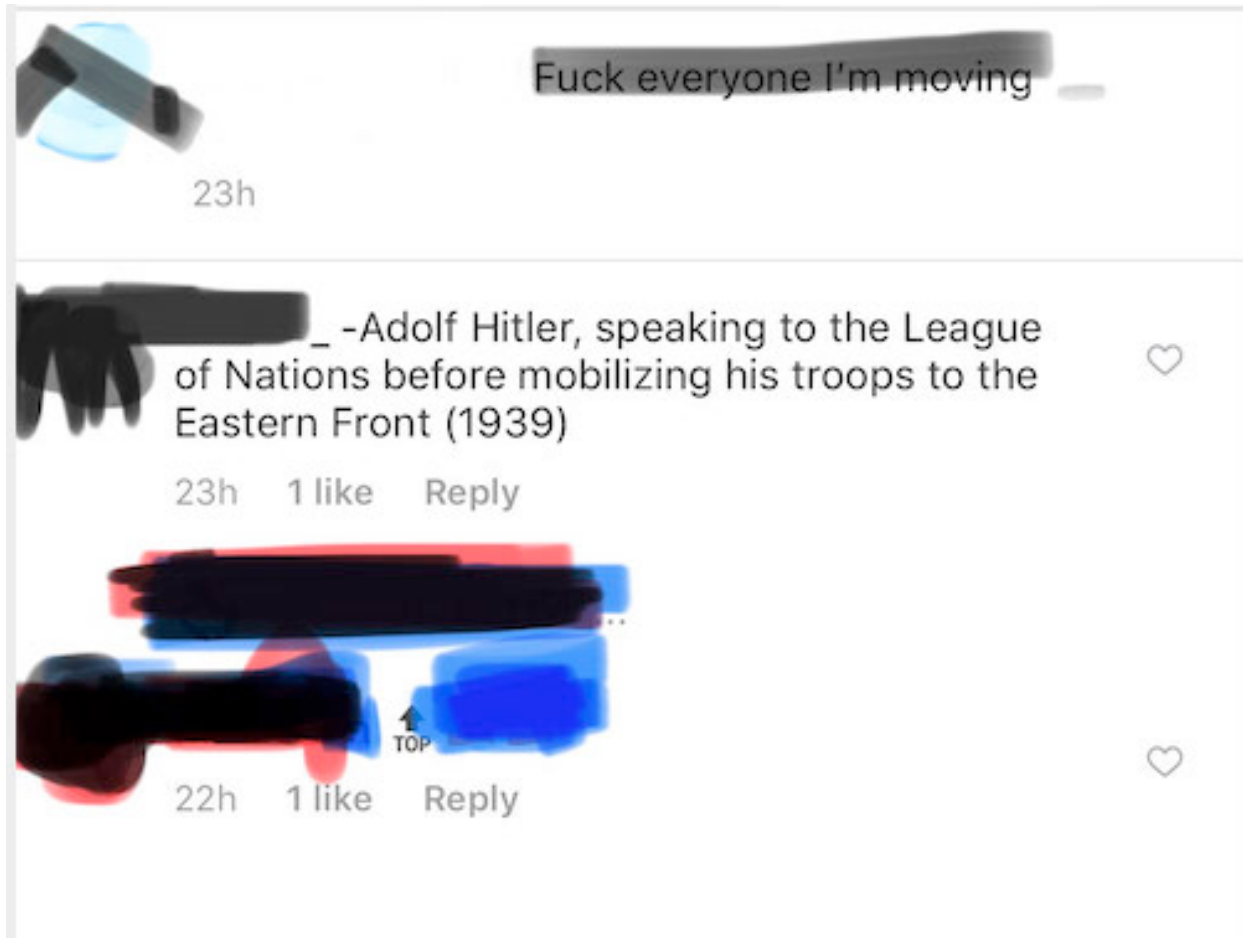 Fuck everyone I'm moving
23h
_ -Adolf Hitler, speaking to the League
of Nations before mobilizing his troops to the
Eastern Front (1939)
23h 1 like Reply
...
TOP
22h 1 like Reply